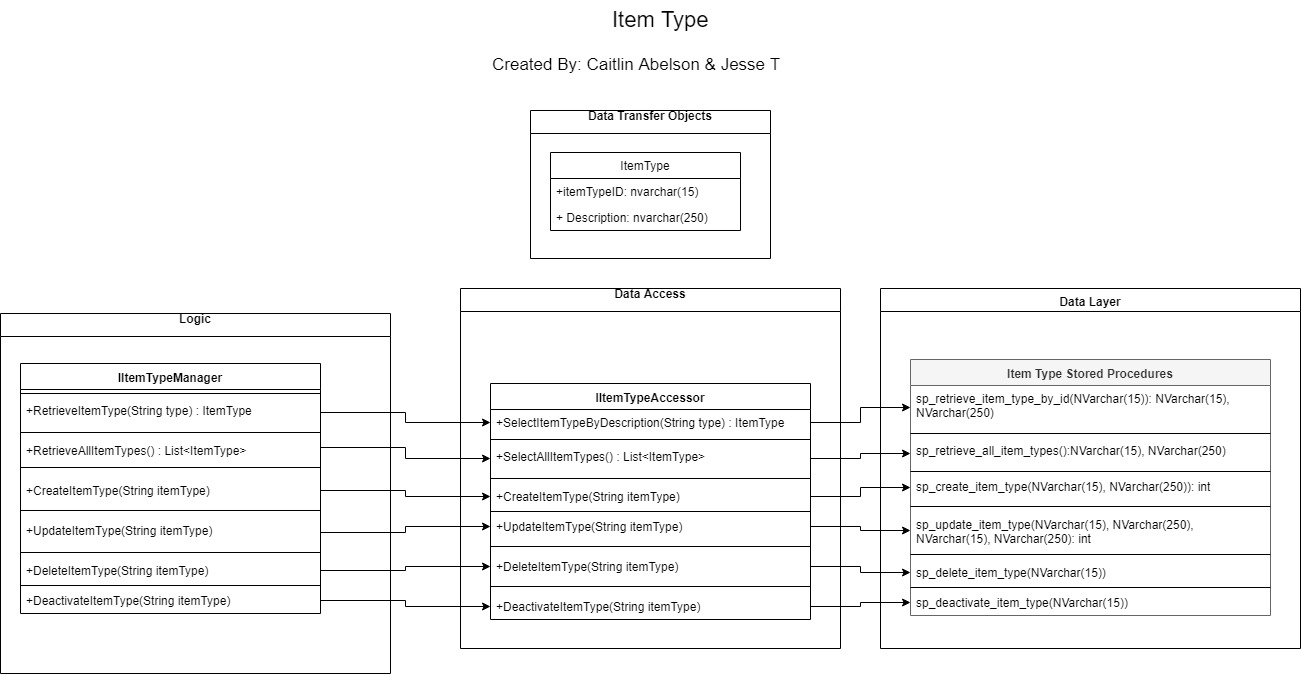 Item Type
Created By: Caitlin Abelson & Jesse T
Data Transfer Objects
ItemType
+itemTypeID: nvarchar(15)
+ Description: nvarchar(250)
Logic
IItemTypeManager
+RetrieveItemType(String type) : ItemType
+RetrieveAllItemTypes() : List<ItemType>
+CreateItemType(String itemType)
+UpdateItemType(String itemType)
+DeleteItemType(String itemType)
+DeactivateItemType(String itemType)
Data Access
IItemTypeAccessor
+SelectItemTypeByDescription(String type) : ItemType
+SelectAllItemTypes() : List<ItemType>
+CreateItemType(String itemType)
+UpdateItemType(String itemType)
+DeleteItemType(String itemType)
+DeactivateItemType(String itemType)
Data Layer
Item Type Stored Procedures
sp_retrieve_item_type_by_id(NVarchar(15)): NVarchar(15),
NVarchar(250)
sp_retrieve_all_item_types():NVarchar(15), NVarchar(250)
sp_create_item_type(NVarchar(15), NVarchar(250)): int
sp_update_item_type(NVarchar(15), NVarchar(250),
NVarchar(15), NVarchar(250): int
sp_delete_item_type(NVarchar(15))
sp_deactivate_item_type(NVarchar(15))